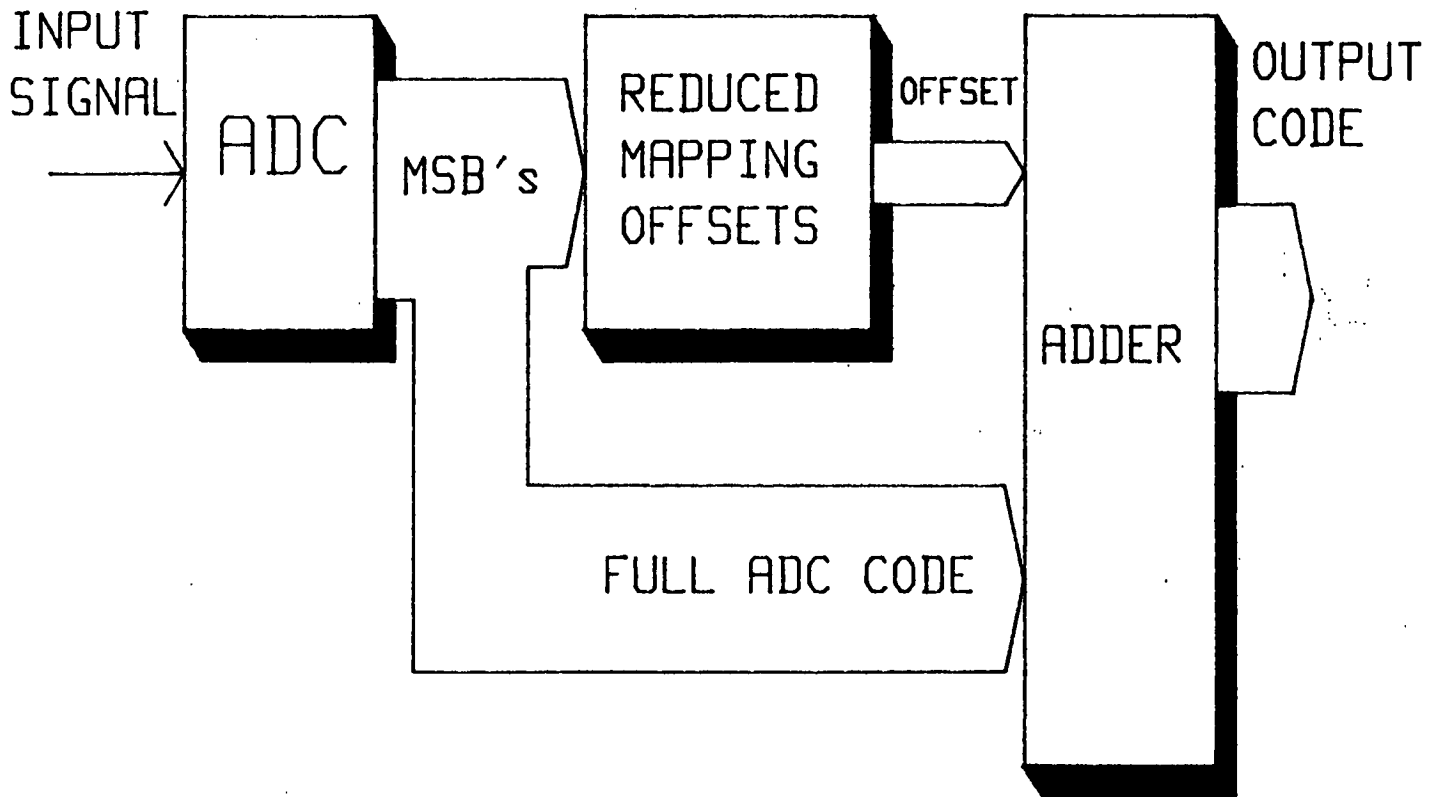 INPUT
SIGNAL
ADC
MSB's
REDUCED
MAPPING
OFFSETS
OFFSET
ADDER
OUTPUT
CODE
FULL ADC CODE